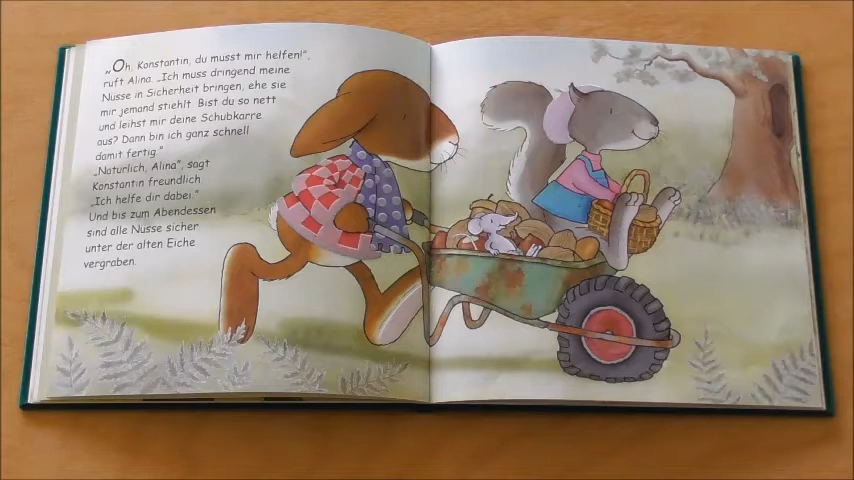 „Oh, Konstantin, du musst mir helfen!",
ruft Alina. „Ich muss dringend meine
Nüsse in Sicherheit bringen, ehe sie
mir jemand stiehlt. Bist du so nett
und leihst mir deine Schubkarre
aus? Dann bin ich ganz schnell
damit fertig."
„Natürlich, Alina", sagt
Konstantin freundlich.
„Ich helfe dir dabei."
Und bis zum Abendessen
sind alle Nüsse sicher
unter der alten Eiche
vergraben.